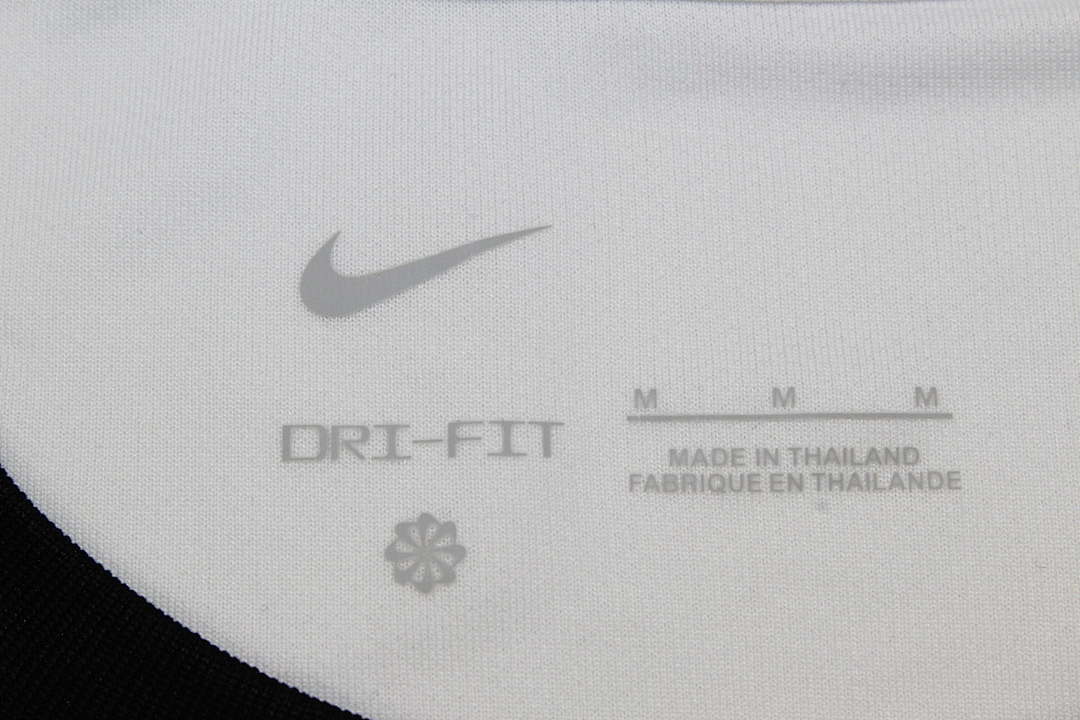 DRI-FIT
M M M
MADE IN THAILAND
FABRIQUE EN THAILANDE